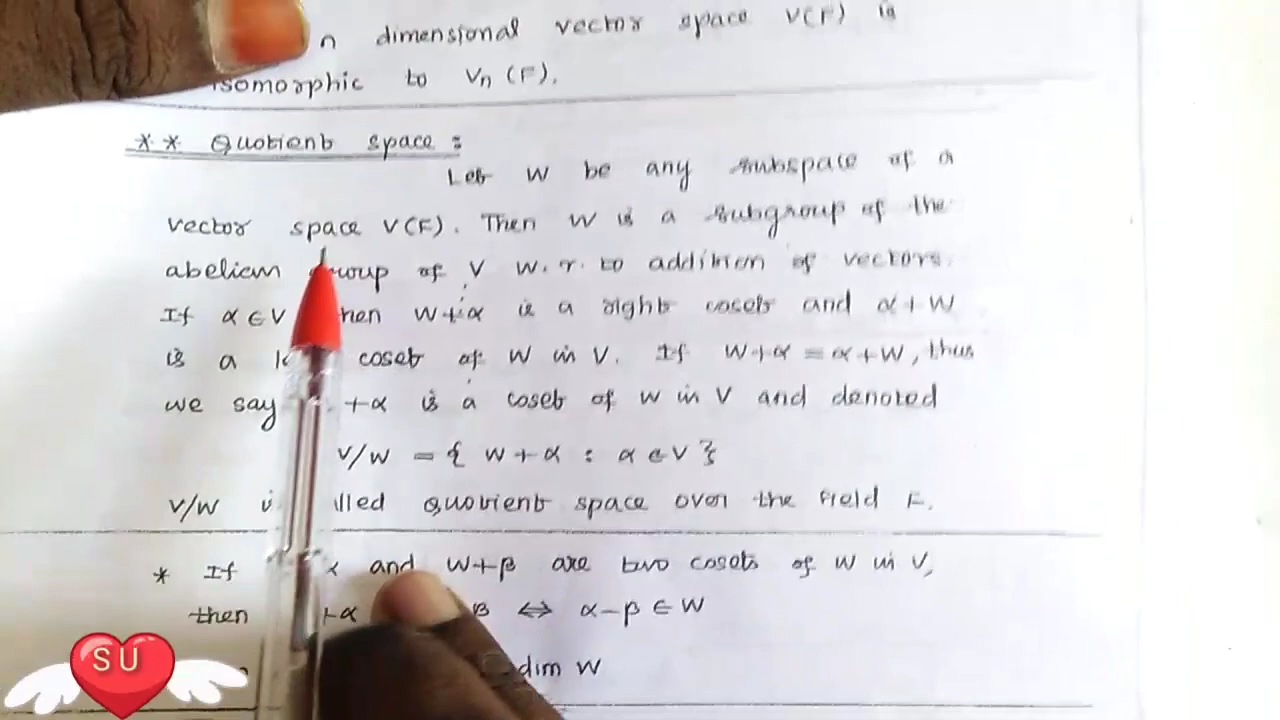 n dimensional vector space V(F) is
isomorphic to Vn (F).
** Quotient space :
Let W be any subspace of a
vector space V(F). Then W is a subgroup of the
abelian group of V w.r. to addition of vectors.
If α ∈ V then W+α is a right cosets and α+W
is a coset of W in V. If W+α = α+W, thus
we say +α is a coset of W in V and denoted
V/W = { W+α : α ∈ V }
V/W Quotient space over the field F.
* If and W+β are two cosets of W in V,
then +α β ⇔ α-β ∈ W
dim W
SU